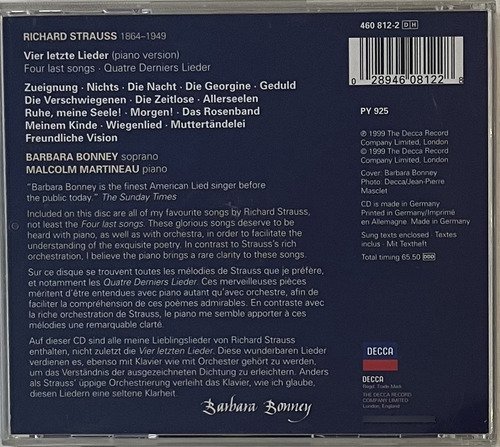 RICHARD STRAUSS 1864–1949
Vier letzte Lieder (piano version)
Four last songs · Quatre Derniers Lieder
Zueignung · Nichts · Die Nacht · Die Georgine · Geduld
Die Verschwiegenen · Die Zeitlose · Allerseelen
Ruhe, meine Seele! · Morgen! · Das Rosenband
Meinem Kinde · Wiegenlied · Muttertändelei
Freundliche Vision
BARBARA BONNEY soprano
MALCOLM MARTINEAU piano
"Barbara Bonney is the finest American Lied singer before
the public today." The Sunday Times
Included on this disc are all of my favourite songs by Richard Strauss,
not least the Four last songs. These glorious songs deserve to be
heard with piano, as well as with orchestra, in order to facilitate the
understanding of the exquisite poetry. In contrast to Strauss's rich
orchestration, I believe the piano brings a rare clarity to these songs.
Sur ce disque se trouvent toutes les mélodies de Strauss que je préfère,
et notamment les Quatre Derniers Lieder. Ces merveilleuses pièces
méritent d'être entendues avec piano autant qu'avec orchestre, afin de
faciliter la compréhension de ces poèmes admirables. En contraste avec
la riche orchestration de Strauss, le piano me semble apporter à ces
mélodies une remarquable clarté.
Auf dieser CD sind alle meine Lieblingslieder von Richard Strauss
enthalten, nicht zuletzt die Vier letzten Lieder. Diese wunderbaren Lieder
verdienen es, ebenso mit Klavier wie mit Orchester gehört zu werden,
um das Verständnis der ausgezeichneten Dichtung zu erleichtern. Anders
als Strauss' üppige Orchestrierung verleiht das Klavier, wie ich glaube,
diesen Liedern eine seltene Klarheit.
Barbara Bonney
460 812-2 DH
0 28946 08122 8
PY 925
℗ 1999 The Decca Record
Company Limited, London
© 1999 The Decca Record
Company Limited, London
Cover: Barbara Bonney
Photo: Decca/Jean-Pierre
Masclet
CD is made in Germany
Printed in Germany/Imprimé
en Allemagne. Made in Germany
Sung texts enclosed · Textes
inclus · Mit Textheft
Total timing 65.50 DDD
DECCA
DECCA
Regd. Trade Mark
THE DECCA RECORD
COMPANY LIMITED
London, England